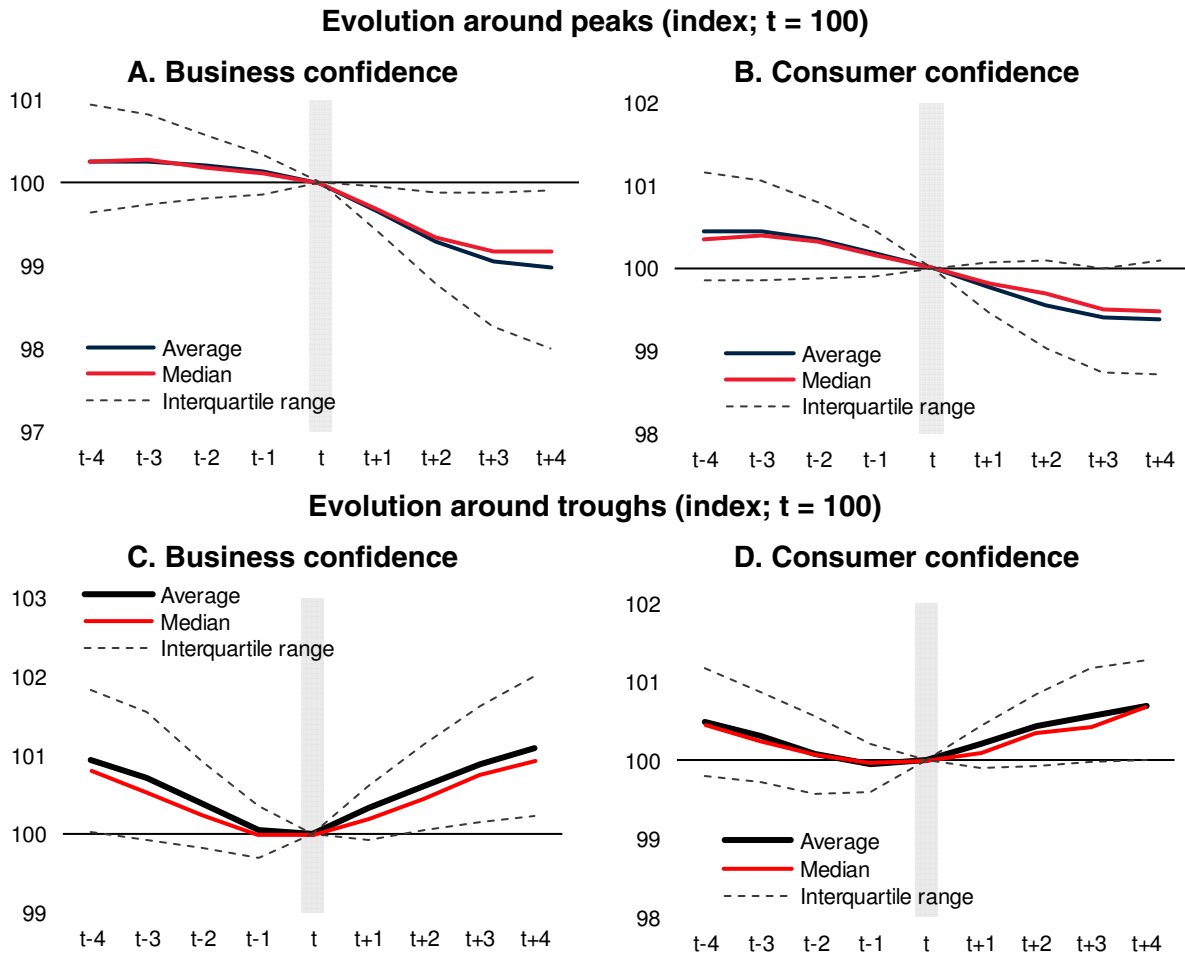 Evolution around peaks (index; t = 100)
A. Business confidence
101
100
99
98
97
Average
Median
Interquartile range
t-4 t-3 t-2 t-1 t t+1 t+2 t+3 t+4
B. Consumer confidence
102
101
100
99
98
Average
Median
Interquartile range
t-4 t-3 t-2 t-1 t t+1 t+2 t+3 t+4
Evolution around troughs (index; t = 100)
C. Business confidence
103
102
101
100
99
Average
Median
Interquartile range
t-4 t-3 t-2 t-1 t t+1 t+2 t+3 t+4
D. Consumer confidence
102
101
100
99
98
Average
Median
Interquartile range
t-4 t-3 t-2 t-1 t t+1 t+2 t+3 t+4